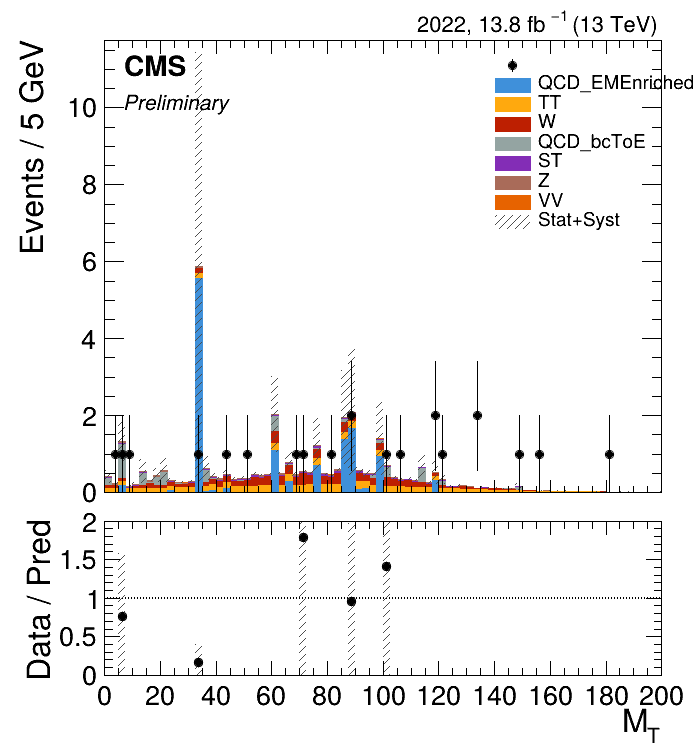 2022, 13.8 fb⁻¹ (13 TeV)
CMS
Preliminary
QCD_EMEnriched
TT
W
QCD_bcToE
ST
Z
VV
Stat+Syst
Events / 5 GeV
10
8
6
4
2
0
Data / Pred
2
1.5
1
0.5
0
0 20 40 60 80 100 120 140 160 180 200
M_T